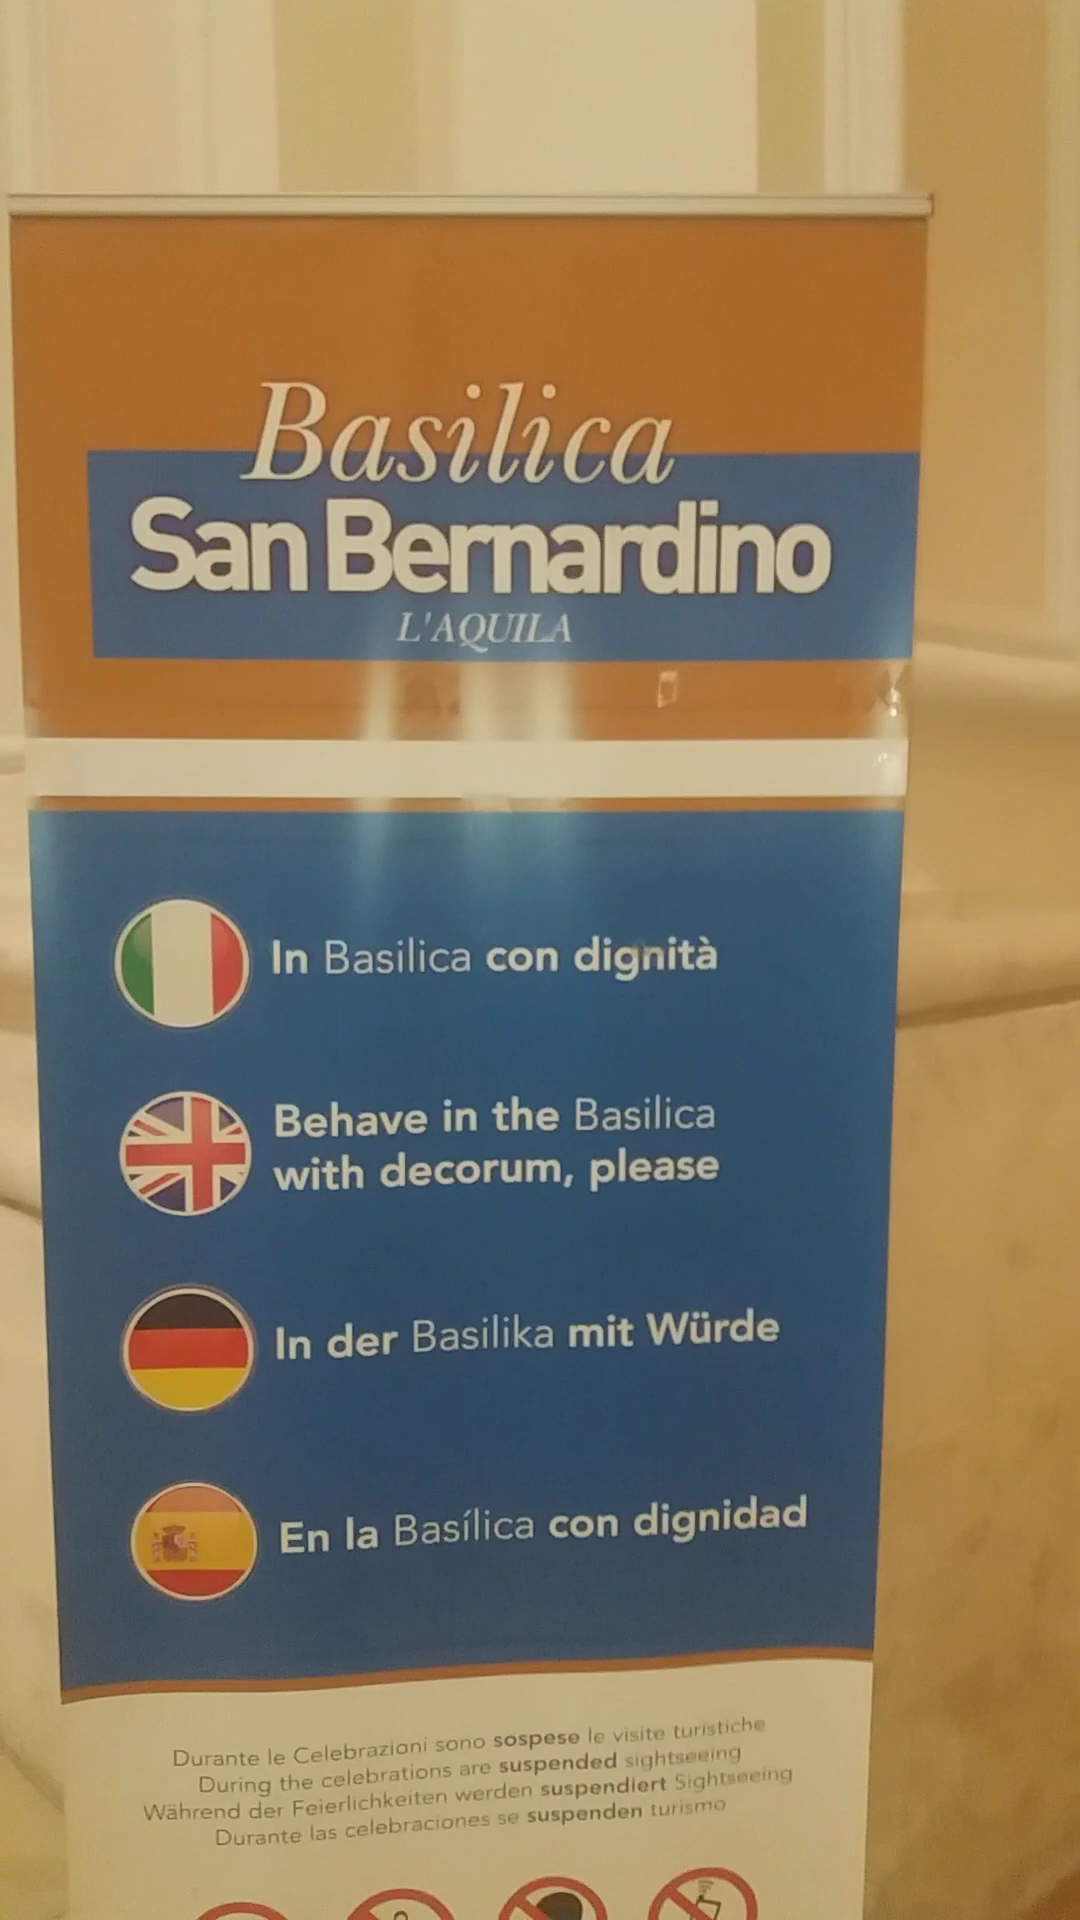 Basilica
San Bernardino
L'AQUILA
In Basilica con dignità
Behave in the Basilica
with decorum, please
In der Basilika mit Würde
En la Basílica con dignidad
Durante le Celebrazioni sono sospese le visite turistiche
During the celebrations are suspended sightseeing
Während der Feierlichkeiten werden suspendiert Sightseeing
Durante las celebraciones se suspenden turismo